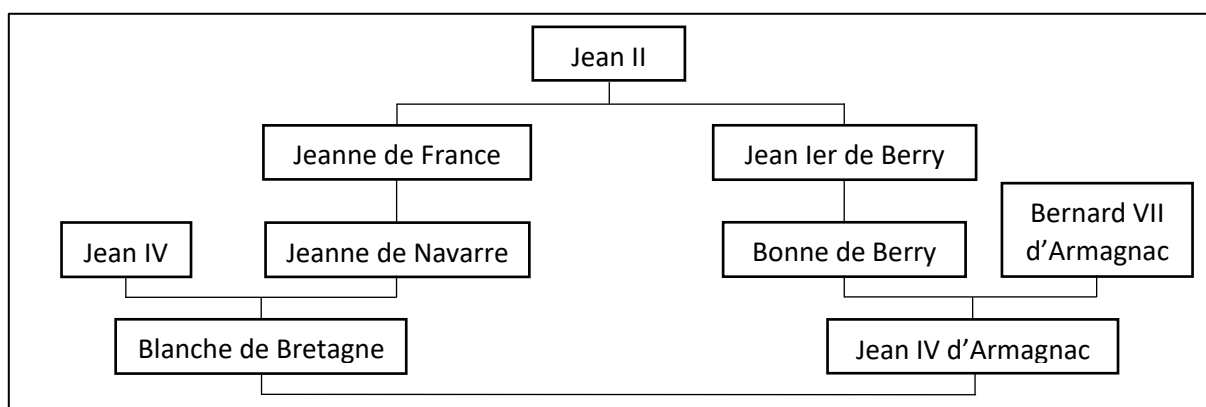 Jean II
Jeanne de France
Jean Ier de Berry
Bernard VII
d’Armagnac
Jean IV
Jeanne de Navarre
Bonne de Berry
Blanche de Bretagne
Jean IV d’Armagnac